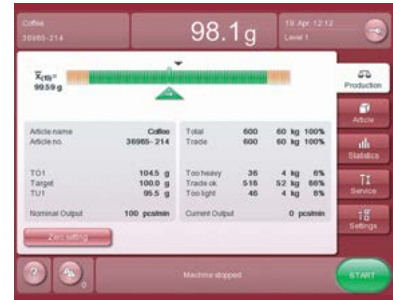 Coffee
36985-214
98.1g
19. Apr 12:12
Level 1
X̅(10)=
99.59 g
Production
Article
Statistics
Service
Settings
Article name Coffee
Article no. 36985-214
TO1 104.5 g
Target 100.0 g
TU1 95.5 g
Nominal Output 100 pcs/min
Total 600 60 kg 100%
Trade 600 60 kg 100%
Too heavy 36 4 kg 6%
Trade ok 518 52 kg 86%
Too light 46 4 kg 8%
Current Output 0 pcs/min
Zero setting
?
0
Machine stopped
START